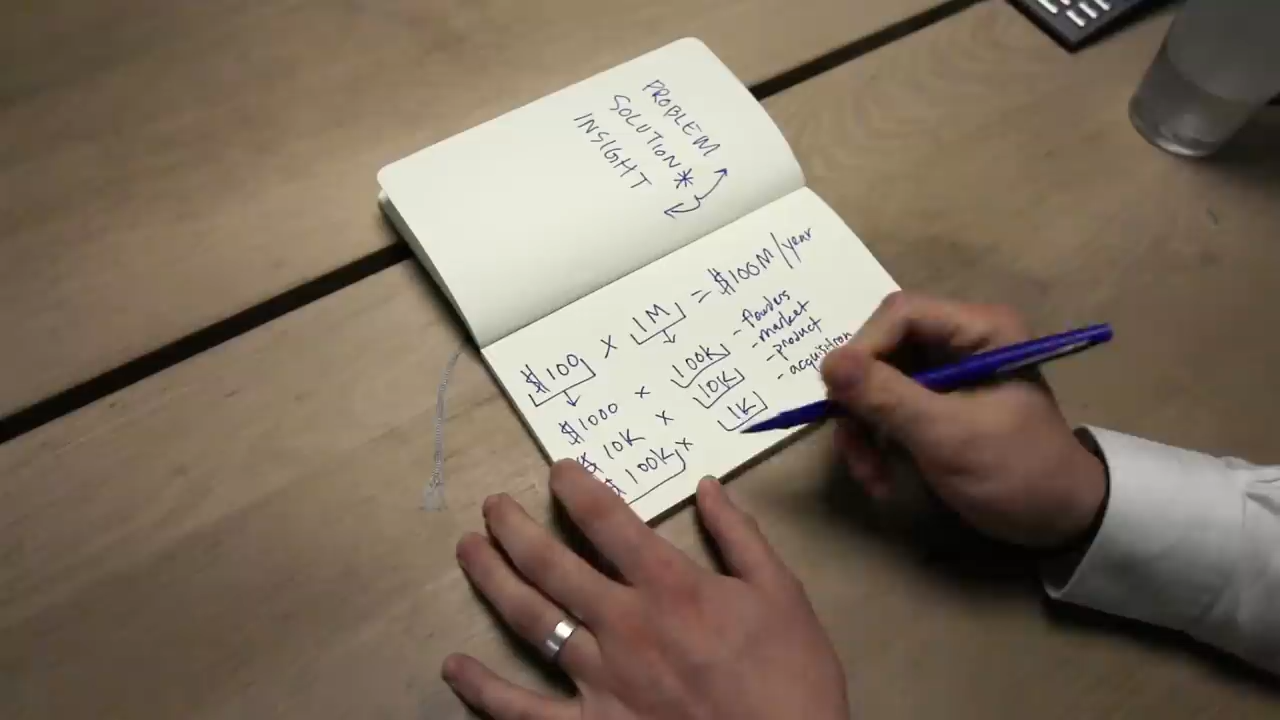 PROBLEM
SOLUTION *
INSIGHT
$100 x 1M = $100M/year
$1000 x 100K
$10K x 10K
$100K x 1K
- founders
- market
- product
- acquisition